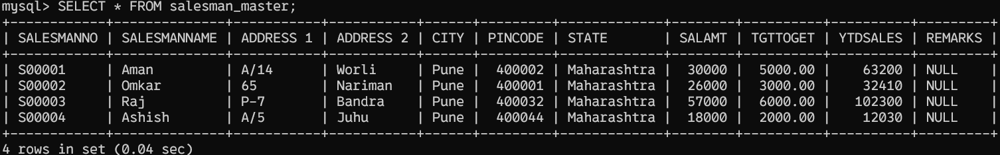 mysql> SELECT * FROM salesman_master;
+------------+--------------+-----------+-----------+------+---------+-------------+--------+----------+----------+---------+
| SALESMANNO | SALESMANNAME | ADDRESS 1 | ADDRESS 2 | CITY | PINCODE | STATE       | SALAMT | TGTTOGET | YTDSALES | REMARKS |
+------------+--------------+-----------+-----------+------+---------+-------------+--------+----------+----------+---------+
| S00001     | Aman         | A/14      | Worli     | Pune |  400002 | Maharashtra |  30000 |  5000.00 |    63200 | NULL    |
| S00002     | Omkar        | 65        | Nariman   | Pune |  400001 | Maharashtra |  26000 |  3000.00 |    32410 | NULL    |
| S00003     | Raj          | P-7       | Bandra    | Pune |  400032 | Maharashtra |  57000 |  6000.00 |   102300 | NULL    |
| S00004     | Ashish       | A/5       | Juhu      | Pune |  400044 | Maharashtra |  18000 |  2000.00 |    12030 | NULL    |
+------------+--------------+-----------+-----------+------+---------+-------------+--------+----------+----------+---------+
4 rows in set (0.04 sec)